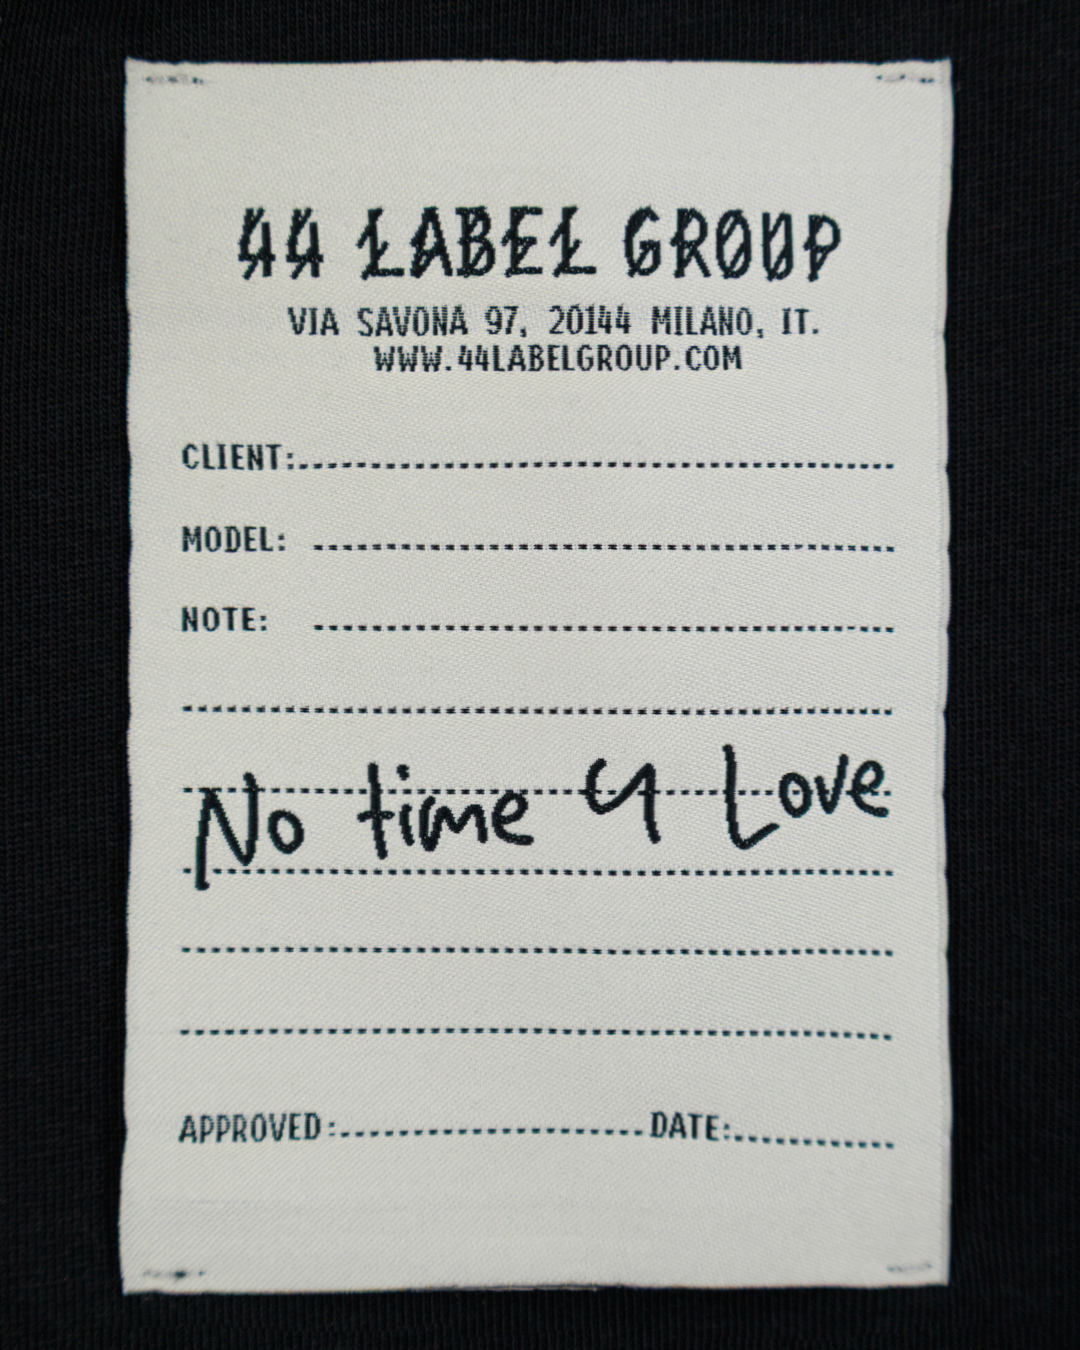 44 LABEL GROUP
VIA SAVONA 97, 20144 MILANO, IT.
WWW.44LABELGROUP.COM
CLIENT:
MODEL:
NOTE:
No time 4 Love
APPROVED: DATE: